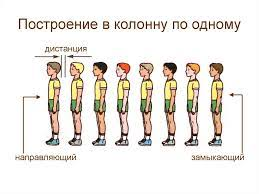 Построение в колонну по одному
дистанция
направляющий
замыкающий